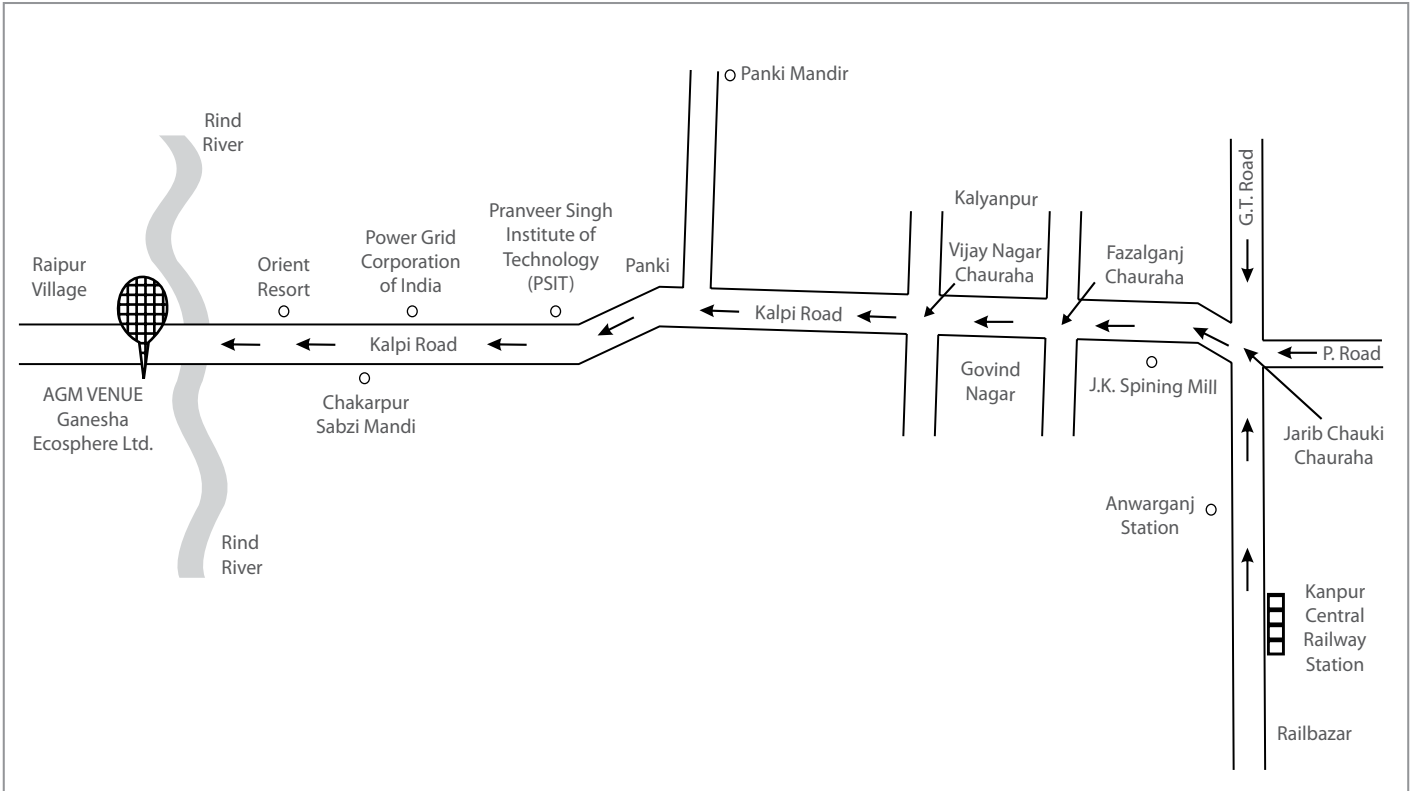 Panki Mandir
Rind
River
G.T. Road
Kalyanpur
Pranveer Singh
Institute of
Technology
(PSIT)
Power Grid
Corporation
of India
Vijay Nagar
Chauraha
Fazalganj
Chauraha
Raipur
Village
Orient
Resort
Panki
Kalpi Road
Kalpi Road
P. Road
AGM VENUE
Ganesha
Ecosphere Ltd.
Chakarpur
Sabzi Mandi
Govind
Nagar
J.K. Spining Mill
Jarib Chauki
Chauraha
Anwarganj
Station
Rind
River
Kanpur
Central
Railway
Station
Railbazar